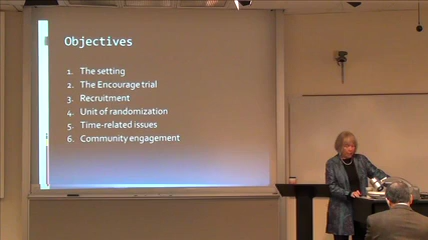 Objectives
1. The setting
2. The Encourage trial
3. Recruitment
4. Unit of randomization
5. Time-related issues
6. Community engagement